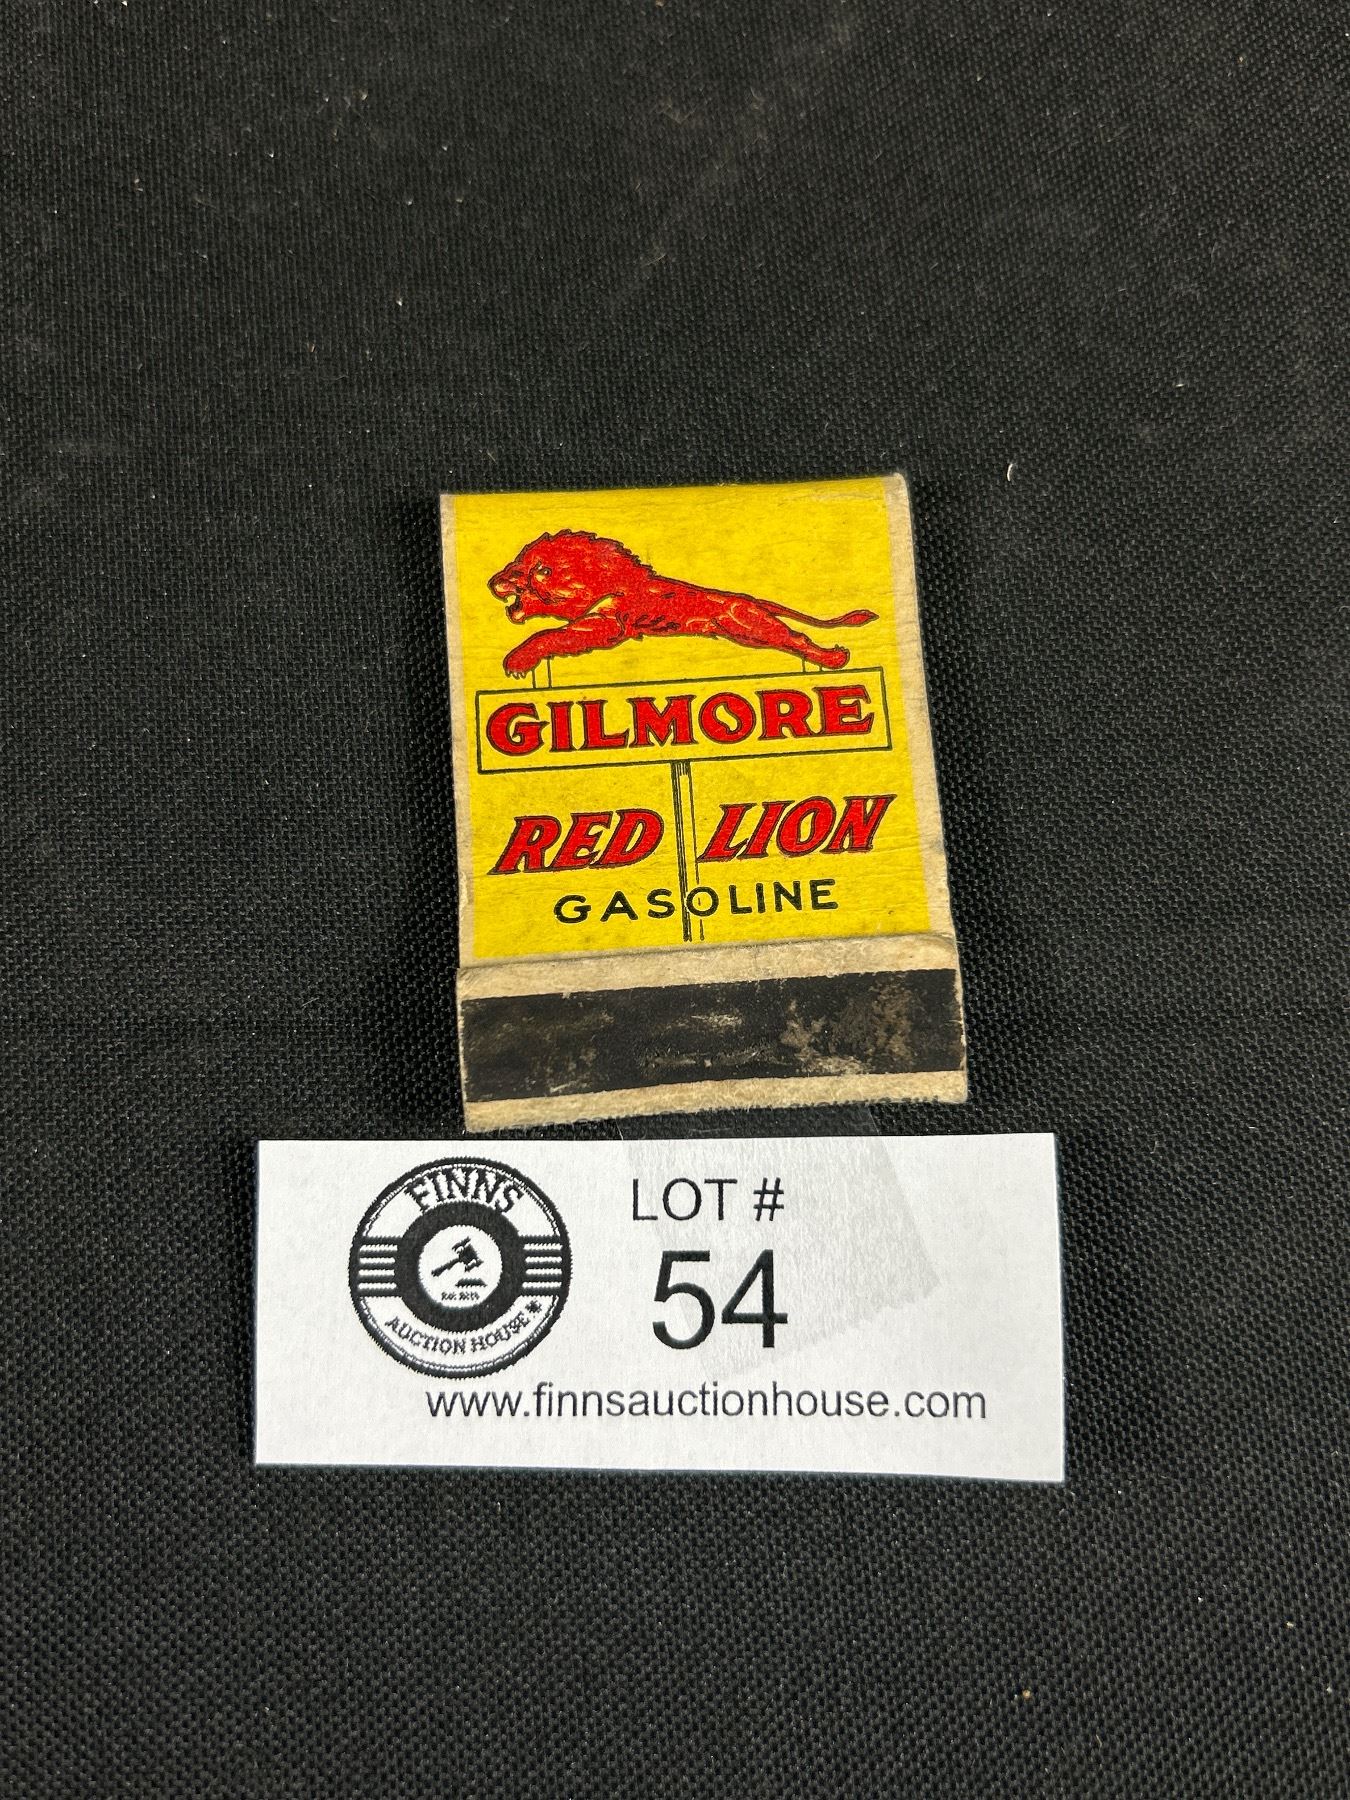 GILMORE
RED LION
GASOLINE
FINNS
AUCTION HOUSE
LOT #
54
www.finnsauctionhouse.com